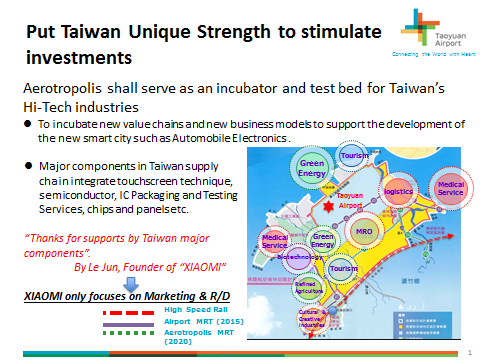 Put Taiwan Unique Strength to stimulate
investments
Taoyuan
Airport
Connecting the World with Heart
Aerotropolis shall serve as an incubator and test bed for Taiwan's
Hi-Tech industries
● To incubate new value chains and new business models to support the development of
the new smart city such as Automobile Electronics.
● Major components in Taiwan supply
chain integrate touchscreen technique,
semiconductor, IC Packaging and Testing
Services, chips and panels etc.
"Thanks for supports by Taiwan major
components".
By Le Jun, Founder of "XIAOMI"
XIAOMI only focuses on Marketing & R/D
High Speed Rail
Airport MRT (2015)
Aerotropolis MRT
(2020)
Tourism
Green
Energy
Taoyuan
Airport
logistics
Medical
Service
MRO
Medical
Service
Green
Energy
Biotechnology
Tourism
Refined
Agriculture
Cultural &
Creative
Industries
蘆竹鄉
1